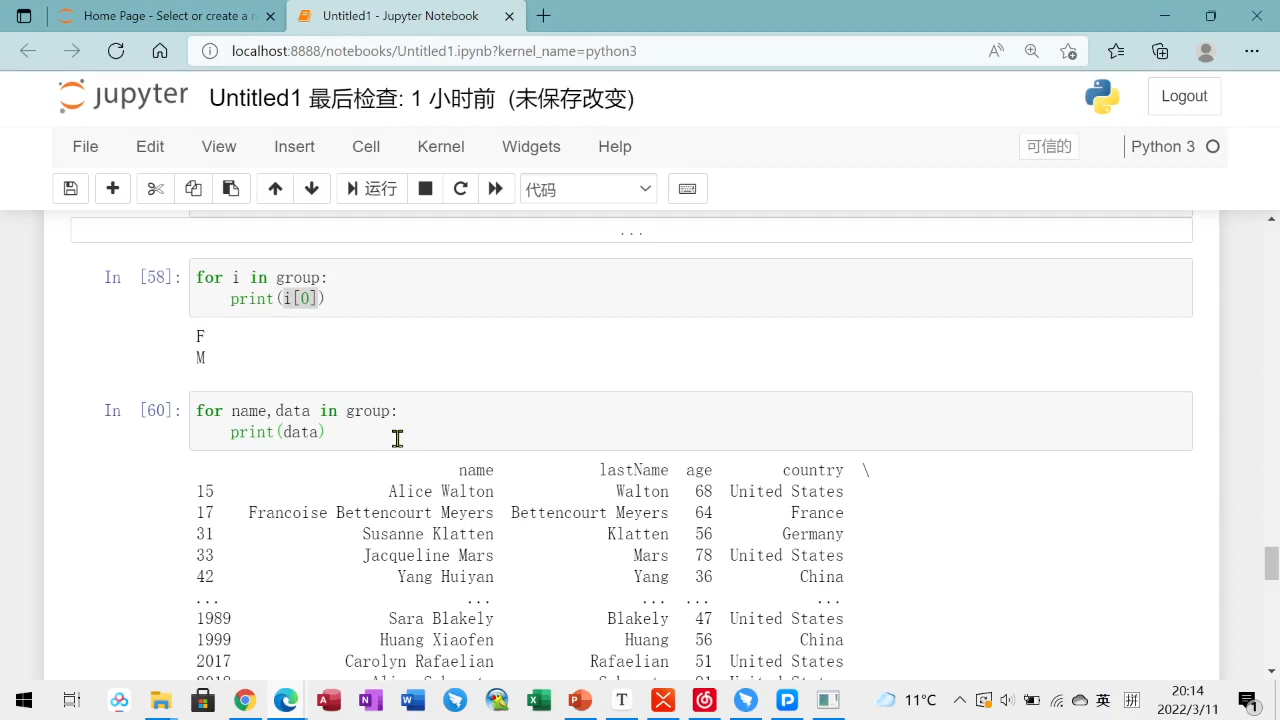 Home Page - Select or create a n
Untitled1 - Jupyter Notebook
localhost:8888/notebooks/Untitled1.ipynb?kernel_name=python3
jupyter Untitled1 最后检查: 1 小时前 (未保存改变)
Logout
File Edit View Insert Cell Kernel Widgets Help
可信的
Python 3
运行
代码
...
In [58]: for i in group:
print(i[0])
F
M
In [60]: for name,data in group:
print(data)
name lastName age country \
15 Alice Walton Walton 68 United States
17 Francoise Bettencourt Meyers Bettencourt Meyers 64 France
31 Susanne Klatten Klatten 56 Germany
33 Jacqueline Mars Mars 78 United States
42 Yang Huiyan Yang 36 China
... ... ... ... ...
1989 Sara Blakely Blakely 47 United States
1999 Huang Xiaofen Huang 56 China
2017 Carolyn Rafaelian Rafaelian 51 United States
11°C
英
拼
20:14
2022/3/11